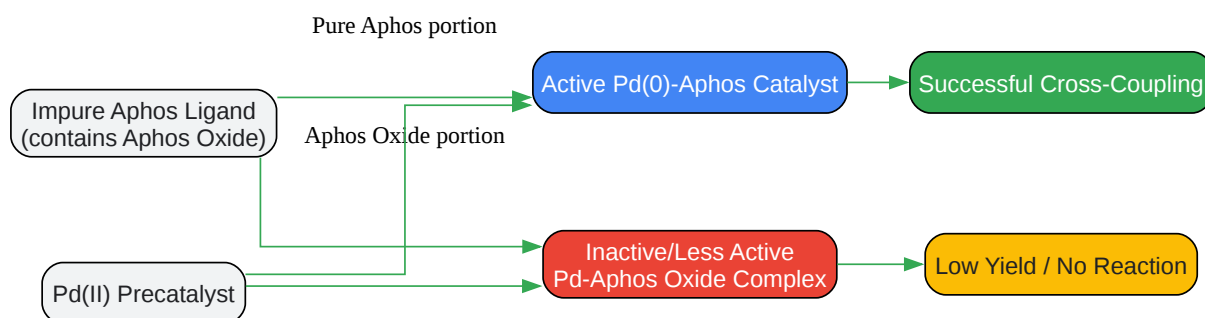 Pure Aphos portion
Active Pd(0)-Aphos Catalyst
Successful Cross-Coupling
Impure Aphos Ligand
(contains Aphos Oxide)
Aphos Oxide portion
Inactive/Less Active
Pd-Aphos Oxide Complex
Low Yield / No Reaction
Pd(II) Precatalyst